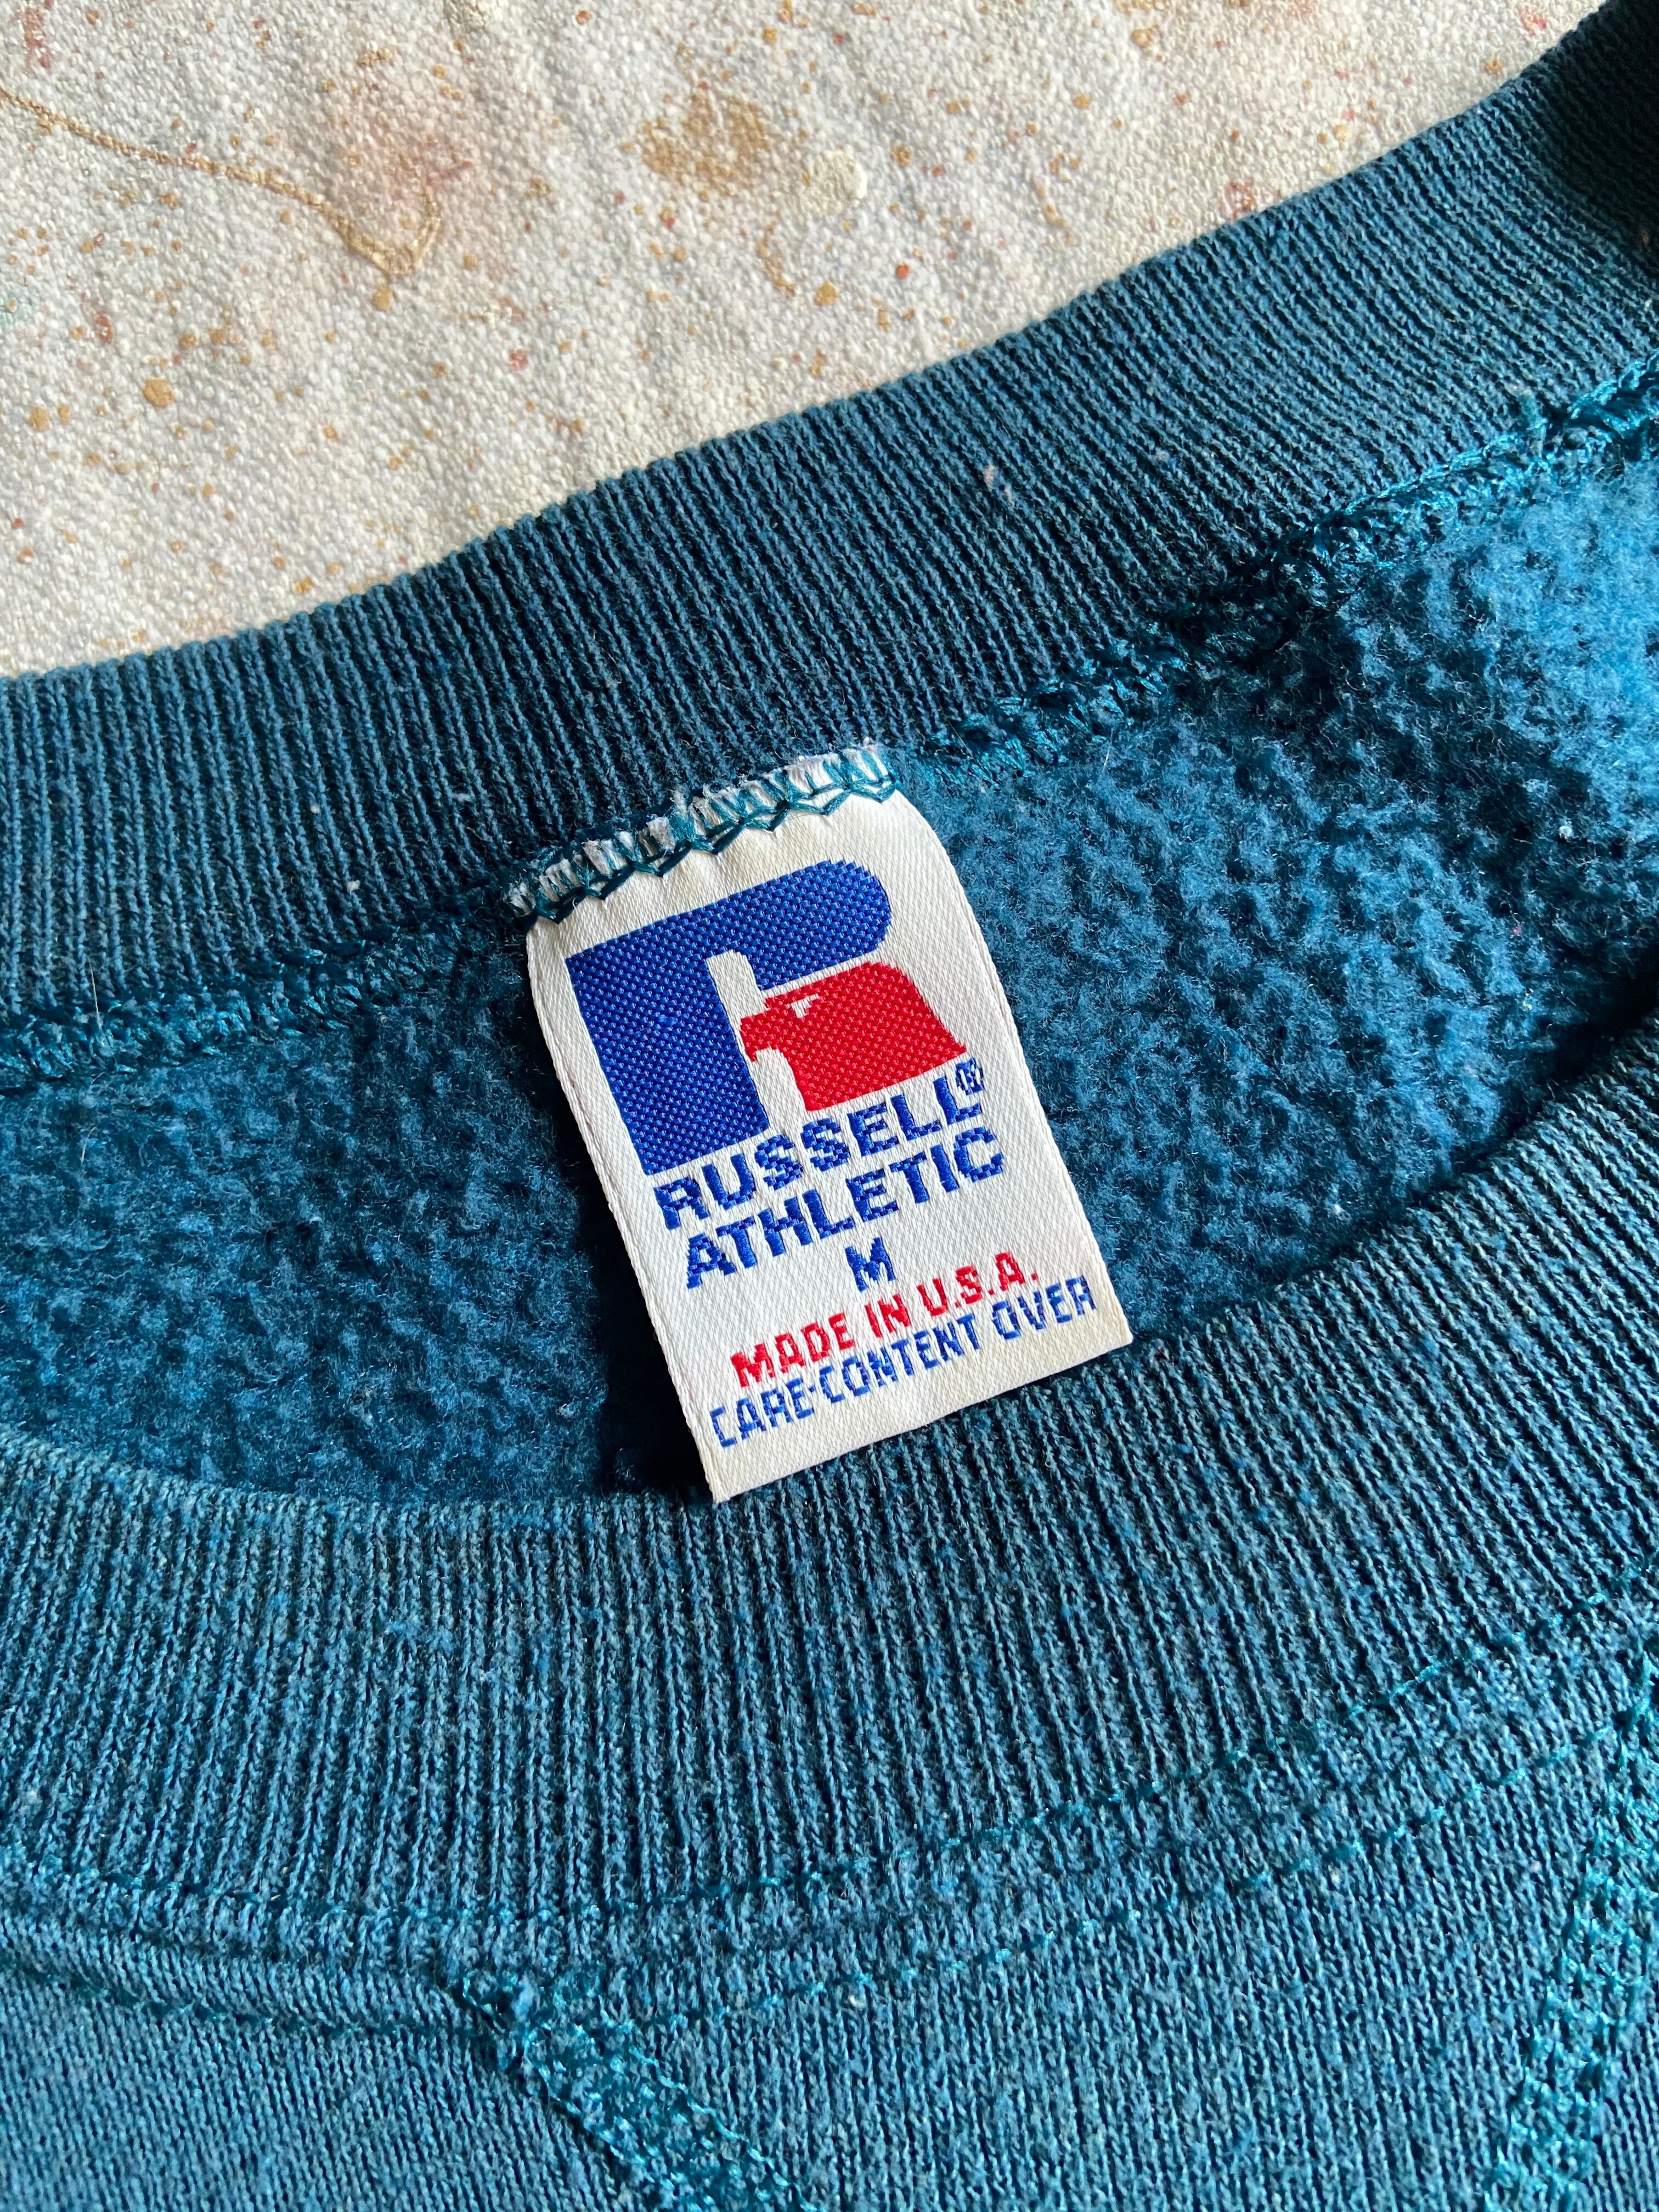 RUSSELL®
ATHLETIC
M
MADE IN U.S.A.
CARE-CONTENT OVER